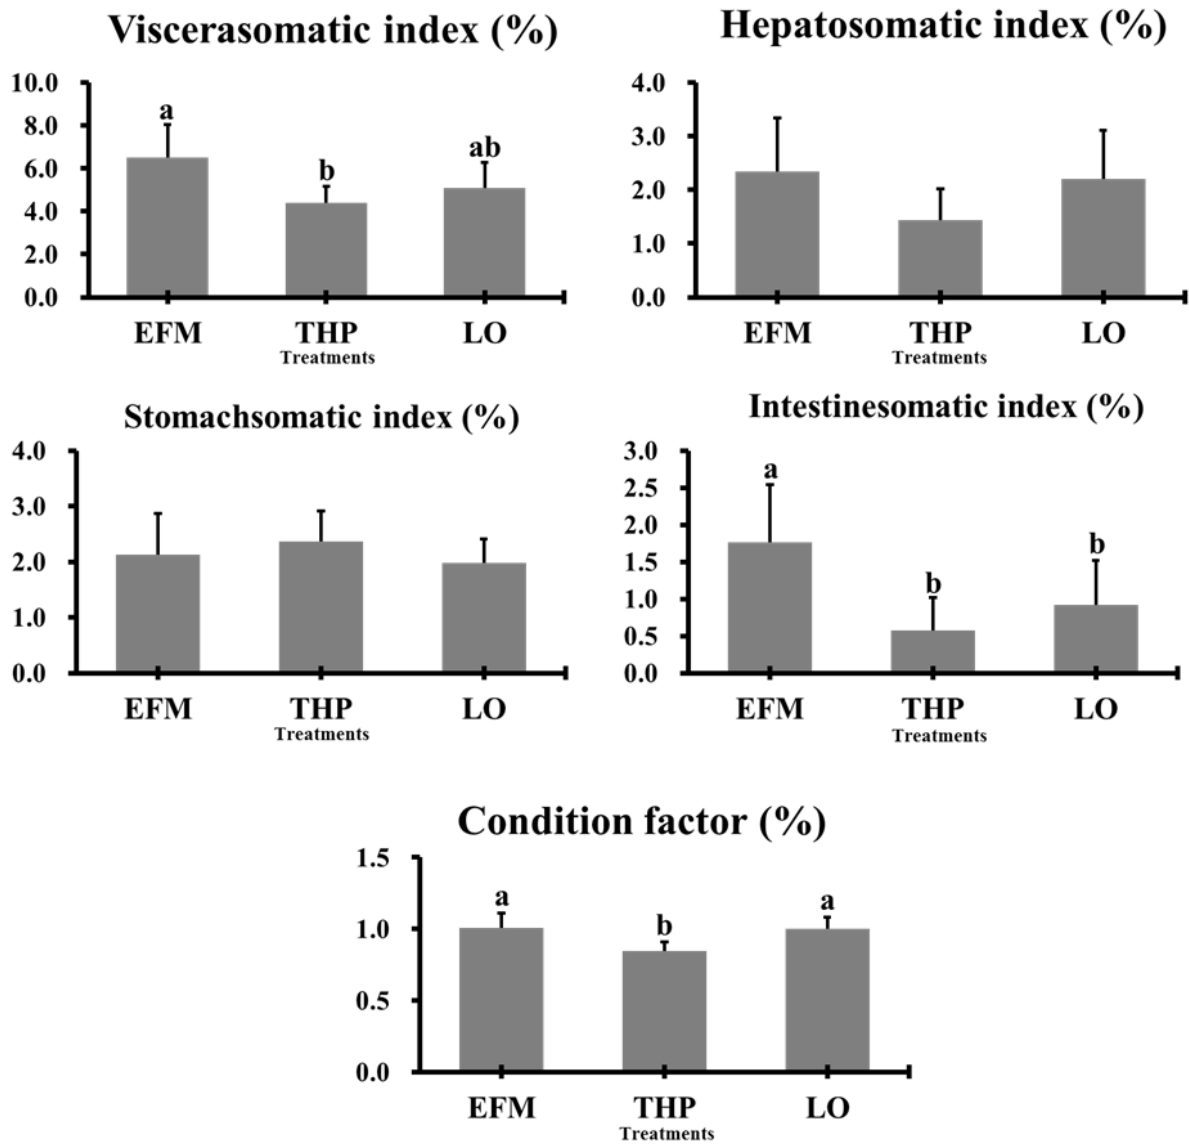 Viscerasomatic index (%)
10.0
8.0
6.0
4.0
2.0
0.0
a
b
ab
EFM THP LO
Treatments
Hepatosomatic index (%)
4.0
3.0
2.0
1.0
0.0
EFM THP LO
Treatments
Stomachsomatic index (%)
4.0
3.0
2.0
1.0
0.0
EFM THP LO
Treatments
Intestinesomatic index (%)
3.0
2.5
2.0
1.5
1.0
0.5
0.0
a
b
b
EFM THP LO
Treatments
Condition factor (%)
1.5
1.0
0.5
0.0
a
b
a
EFM THP LO
Treatments